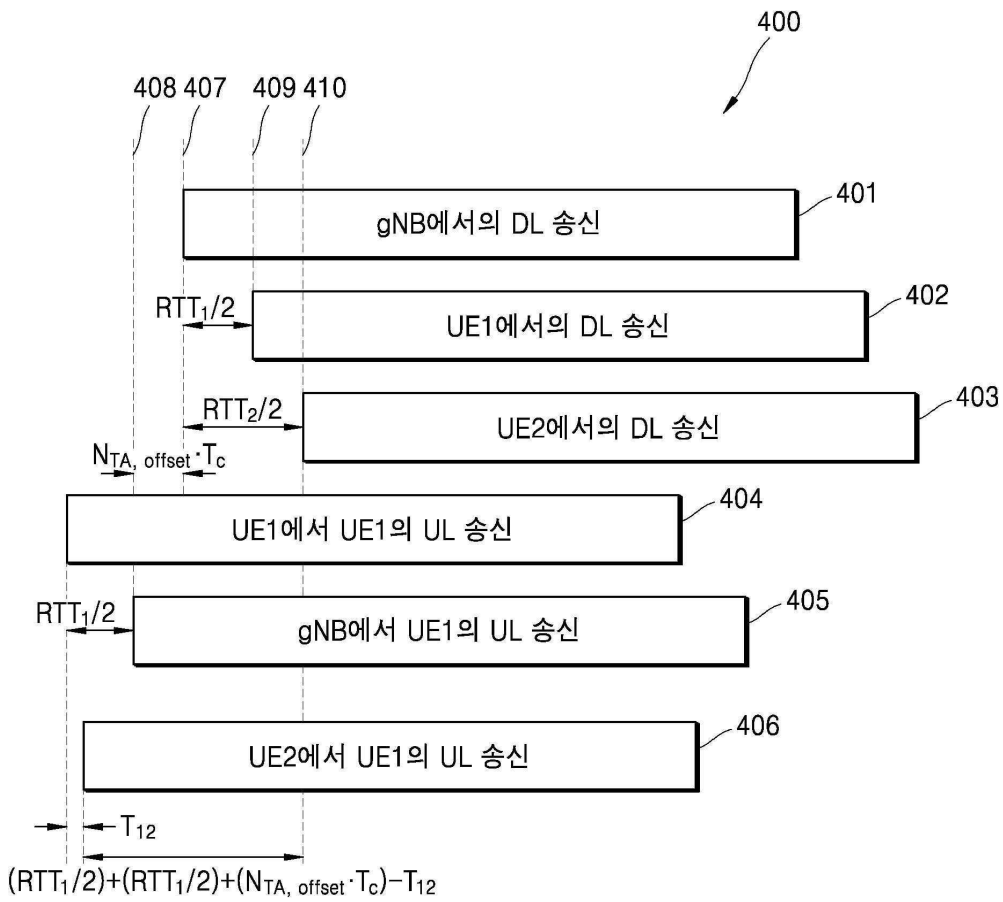 400
408 407 409 410
gNB에서의 DL 송신
401
RTT₁/2
UE1에서의 DL 송신
402
RTT₂/2
UE2에서의 DL 송신
403
N_TA, offset·T_c
UE1에서 UE1의 UL 송신
404
RTT₁/2
gNB에서 UE1의 UL 송신
405
UE2에서 UE1의 UL 송신
406
T₁₂
(RTT₁/2)+(RTT₁/2)+(N_TA, offset·T_c)-T₁₂